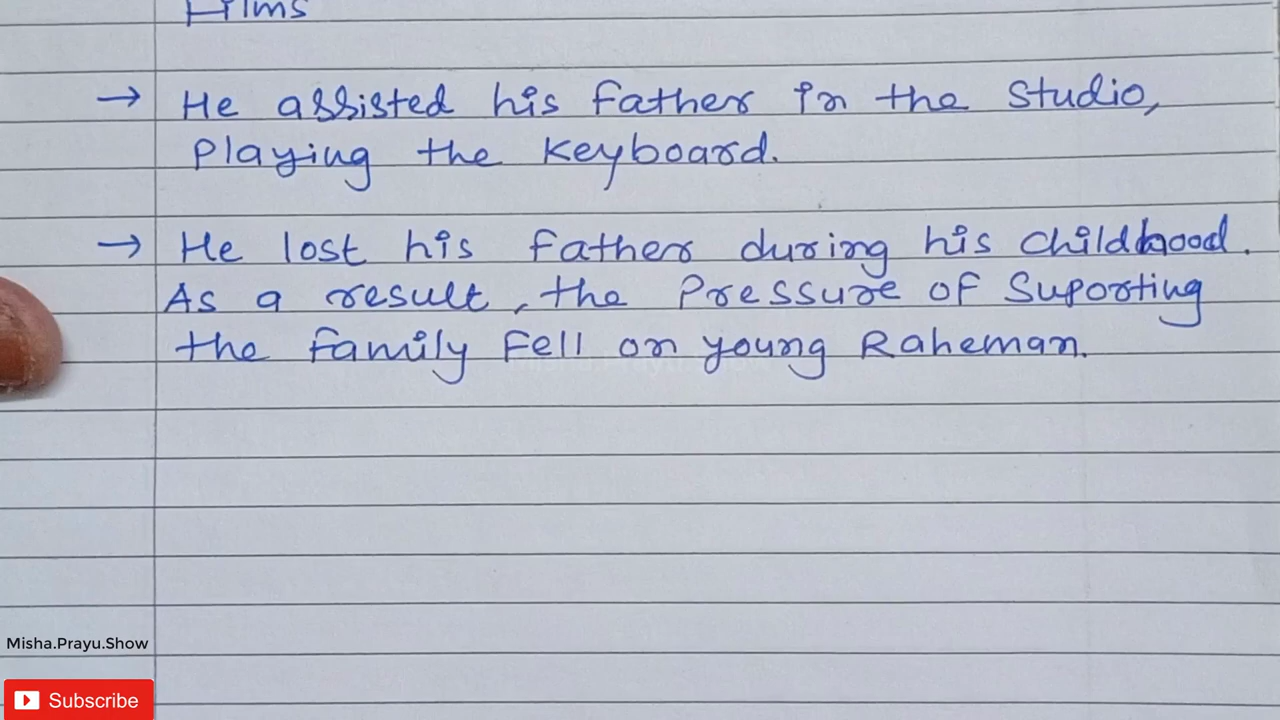 Films
→ He assisted his father in the studio,
Playing the keyboard.
→ He lost his father during his childhood.
As a result, the Pressure of Suporting
the family fell on young Raheman.
Misha.Prayu.Show
Subscribe